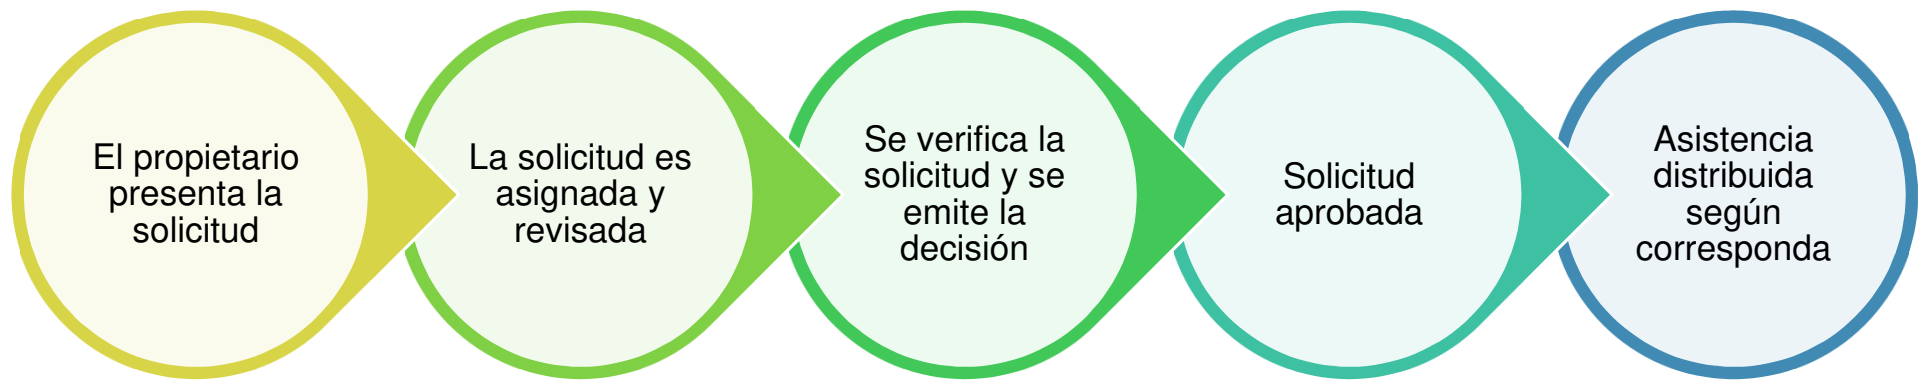 El propietario
presenta la
solicitud
La solicitud es
asignada y
revisada
Se verifica la
solicitud y se
emite la
decisión
Solicitud
aprobada
Asistencia
distribuida
según
corresponda